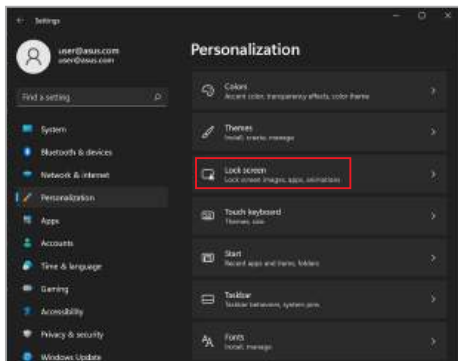 Settings
user@asus.com
user@asus.com
Find a setting
System
Bluetooth & devices
Network & internet
Personalization
Apps
Accounts
Time & language
Gaming
Accessibility
Privacy & security
Windows Update
Personalization
Colors
Accent color, transparency effects, color theme
Themes
Install, create, manage
Lock screen
Lock screen images, apps, animations
Touch keyboard
Themes, size
Start
Recent apps and items, folders
Taskbar
Taskbar behaviors, system pins
Fonts
Install, manage